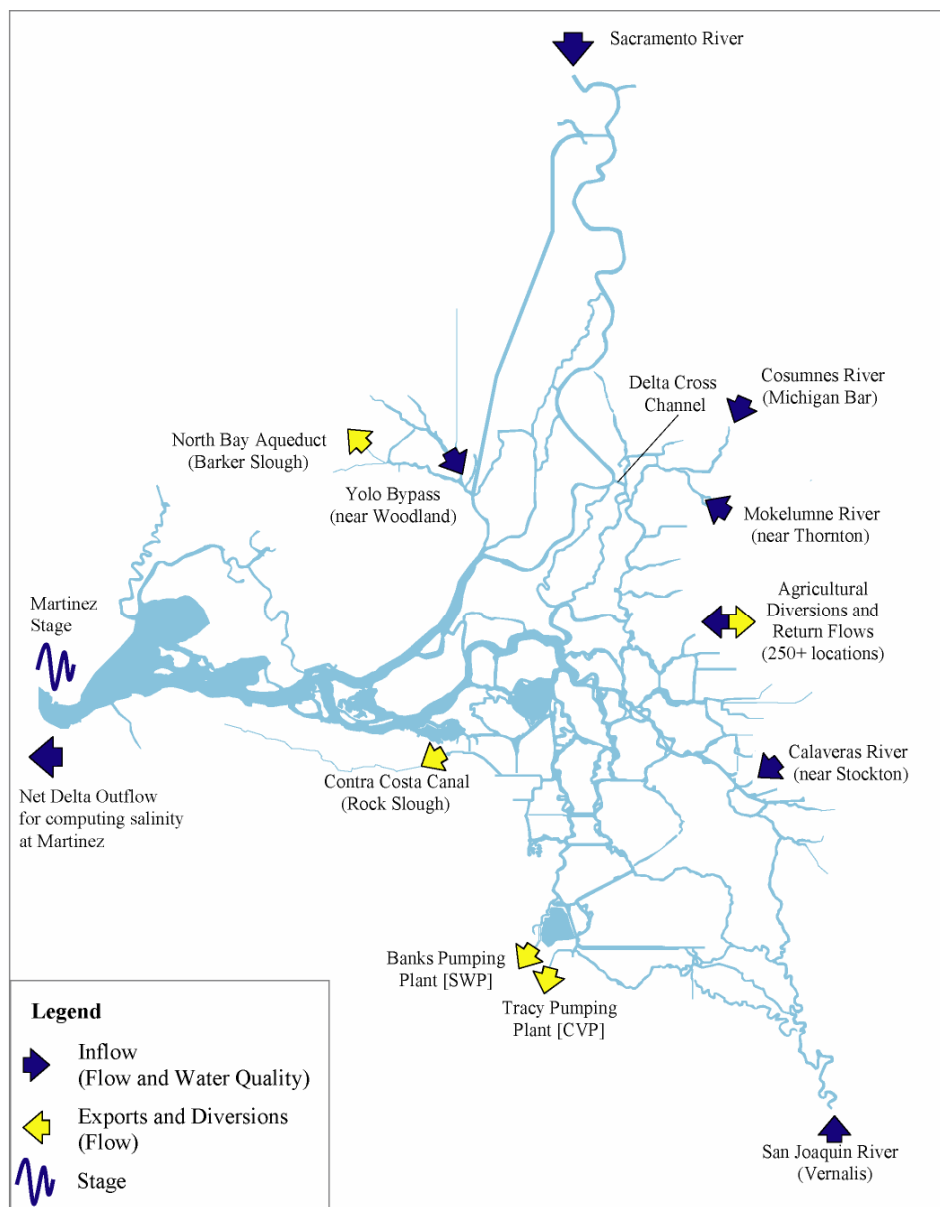 Sacramento River
Cosumnes River
(Michigan Bar)
Delta Cross
Channel
North Bay Aqueduct
(Barker Slough)
Yolo Bypass
(near Woodland)
Mokelumne River
(near Thornton)
Martinez
Stage
Agricultural
Diversions and
Return Flows
(250+ locations)
Calaveras River
(near Stockton)
Contra Costa Canal
(Rock Slough)
Net Delta Outflow
for computing salinity
at Martinez
Banks Pumping
Plant [SWP]
Tracy Pumping
Plant [CVP]
San Joaquin River
(Vernalis)
Legend
Inflow
(Flow and Water Quality)
Exports and Diversions
(Flow)
Stage